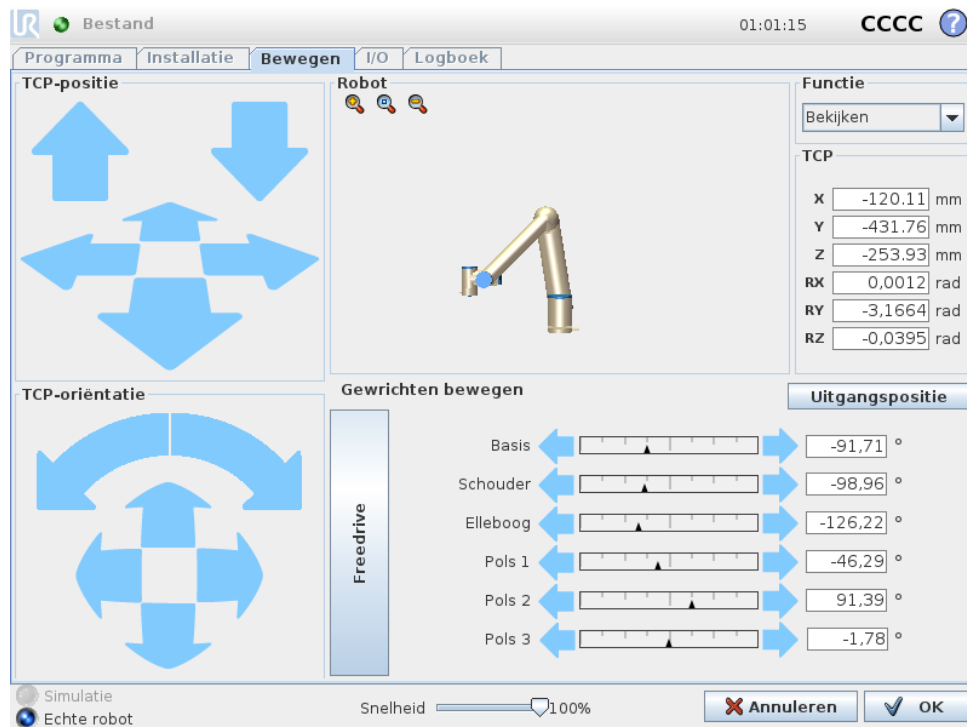 UR Bestand 01:01:15 CCCC ?
Programma Installatie Bewegen I/O Logboek
TCP-positie
Robot
Functie
Bekijken
TCP
X -120.11 mm
Y -431.76 mm
Z -253.93 mm
RX 0,0012 rad
RY -3,1664 rad
RZ -0,0395 rad
TCP-oriëntatie
Gewrichten bewegen
Uitgangspositie
Freedrive
Basis -91,71 °
Schouder -98,96 °
Elleboog -126,22 °
Pols 1 -46,29 °
Pols 2 91,39 °
Pols 3 -1,78 °
Simulatie
Echte robot
Snelheid 100%
Annuleren
OK